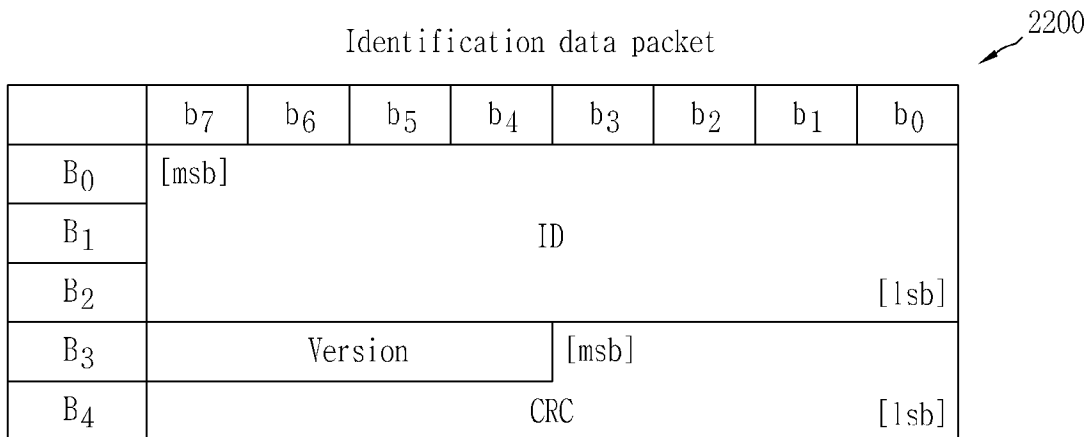 2200
Identification data packet
b7 b6 b5 b4 b3 b2 b1 b0
B0 [msb]
B1 ID
B2 [lsb]
B3 Version [msb]
B4 CRC [lsb]